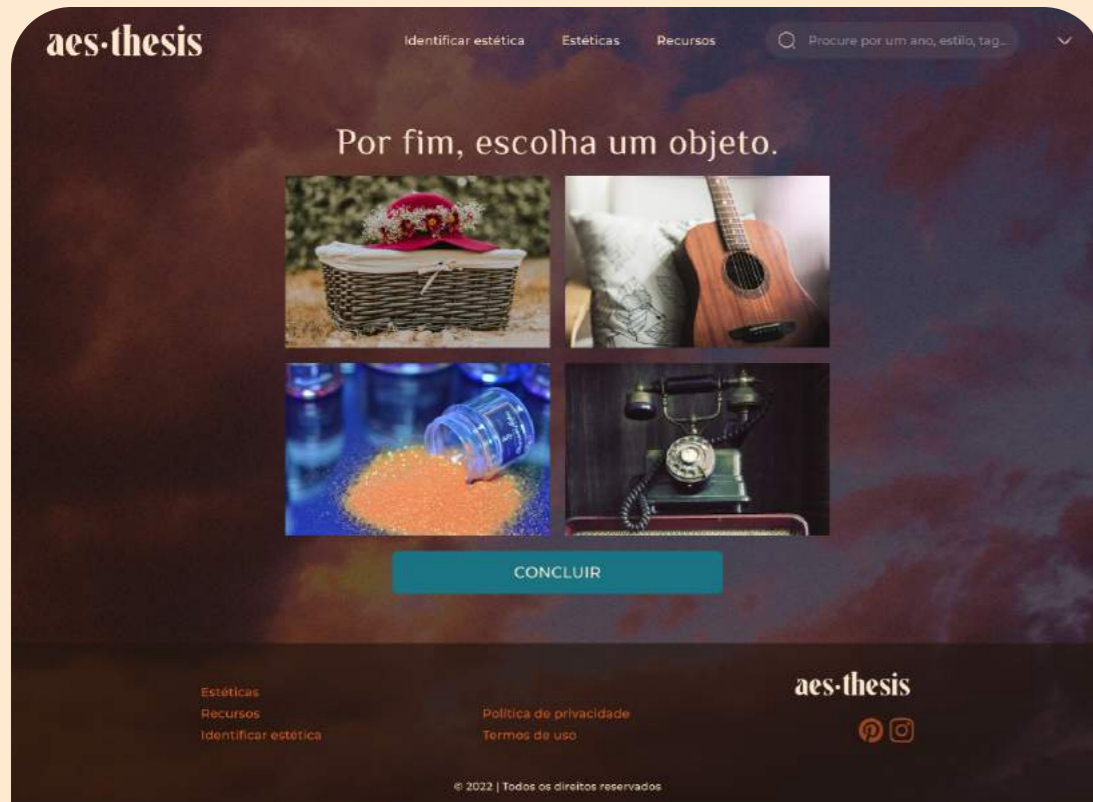 aes·thesis
Identificar estética
Estéticas
Recursos
Procure por um ano, estilo, tag...
Por fim, escolha um objeto.
CONCLUIR
Estéticas
Recursos
Identificar estética
Política de privacidade
Termos de uso
aes·thesis
© 2022 | Todos os direitos reservados